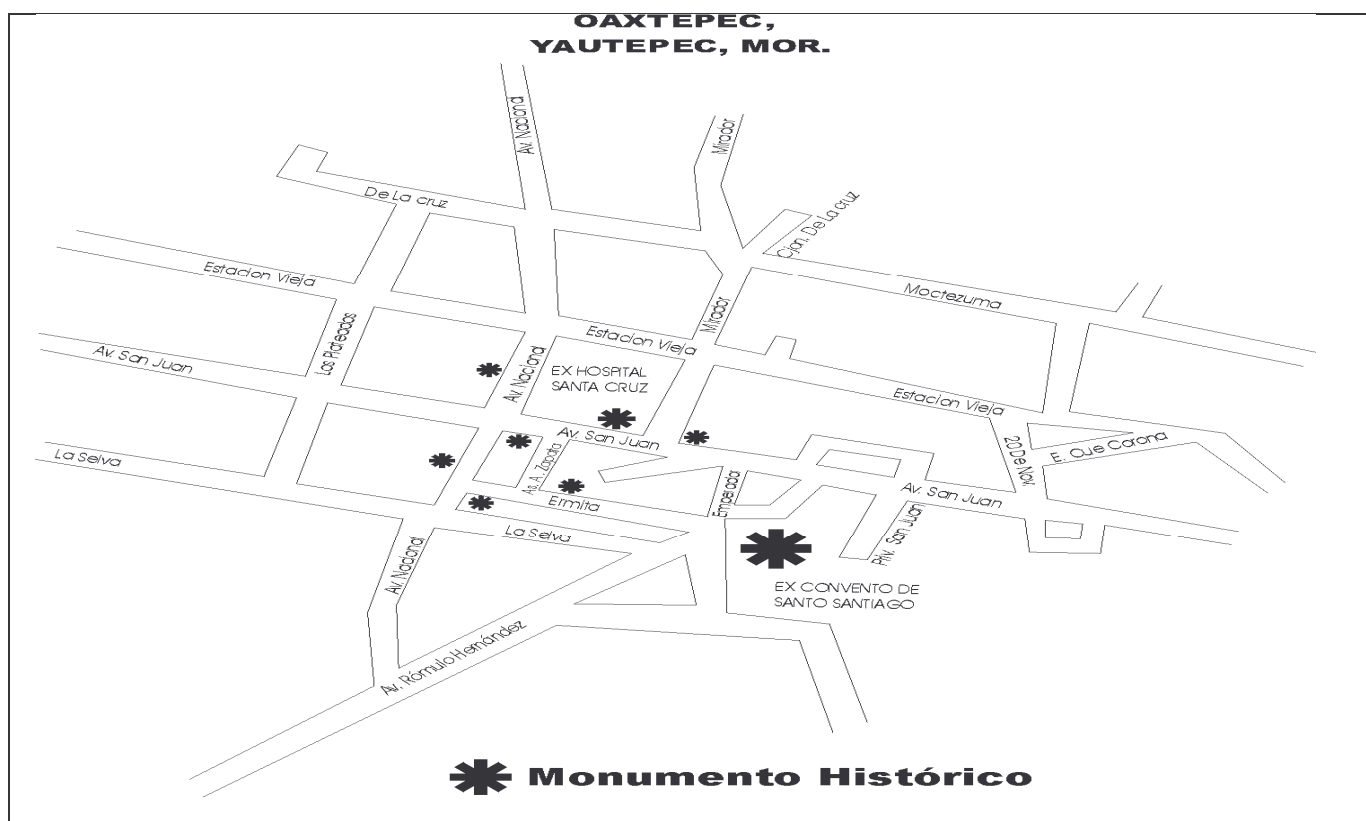 OAXTEPEC,
YAUTEPEC, MOR.
Av. Nacional
Mirador
De La cruz
Cjon. De La cruz
Estacion Vieja
Moctezuma
Los Plateados
Mirador
Estacion Vieja
Av. San Juan
Av. Nacional
EX HOSPITAL
SANTA CRUZ
Estacion Vieja
Av. San Juan
20 De Nov.
E. Cue Carona
La Selva
As. A. Zapata
Emperador
Av. San Juan
Ermita
La Selva
Priv. San Juan
Av. Nacional
EX CONVENTO DE
SANTO SANTIAGO
Av. Rómulo Hernández
Monumento Histórico